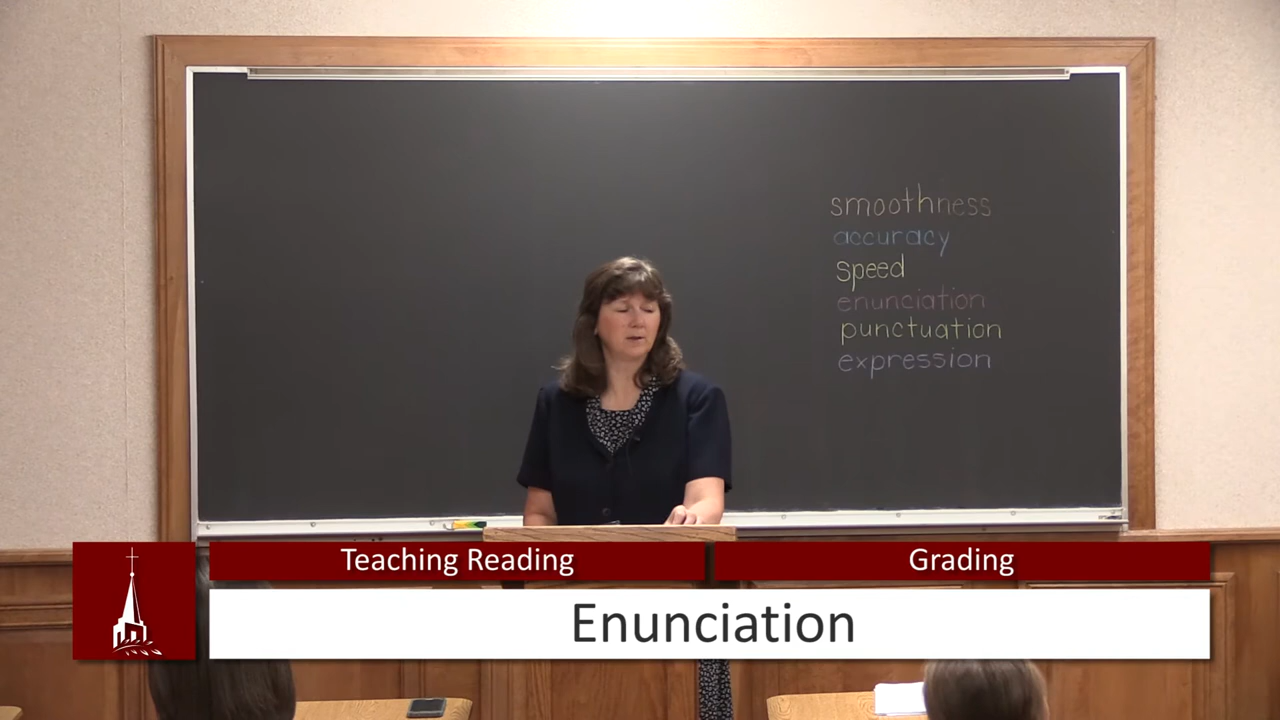 smoothness
accuracy
speed
enunciation
punctuation
expression
Teaching Reading
Grading
Enunciation